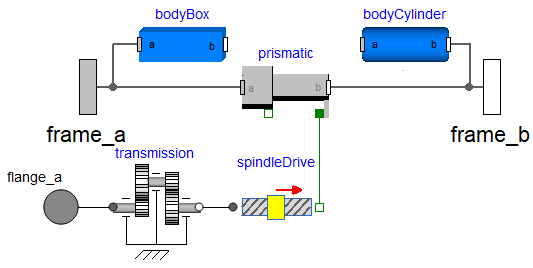 bodyBox
bodyCylinder
a b
prismatic
a b
a b
frame_a
frame_b
transmission
spindleDrive
flange_a